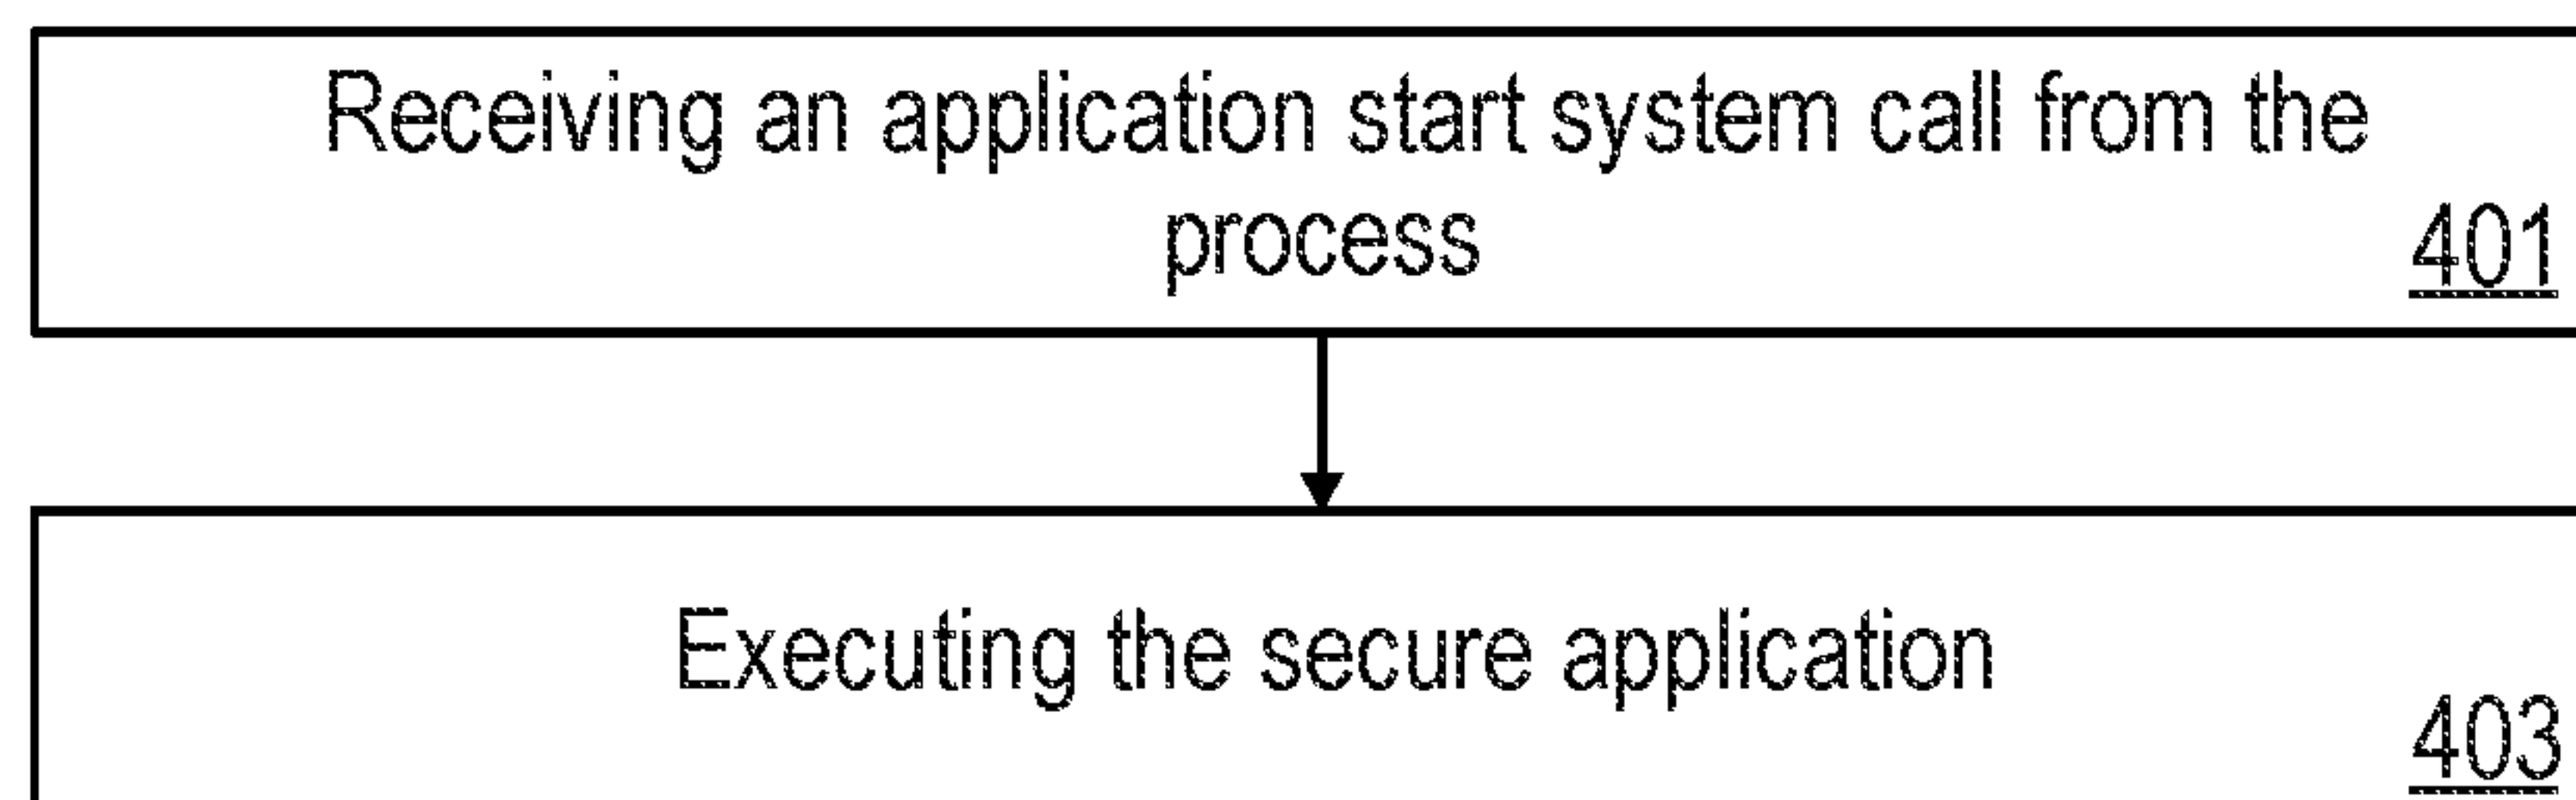 Receiving an application start system call from the
process
401
Executing the secure application
403